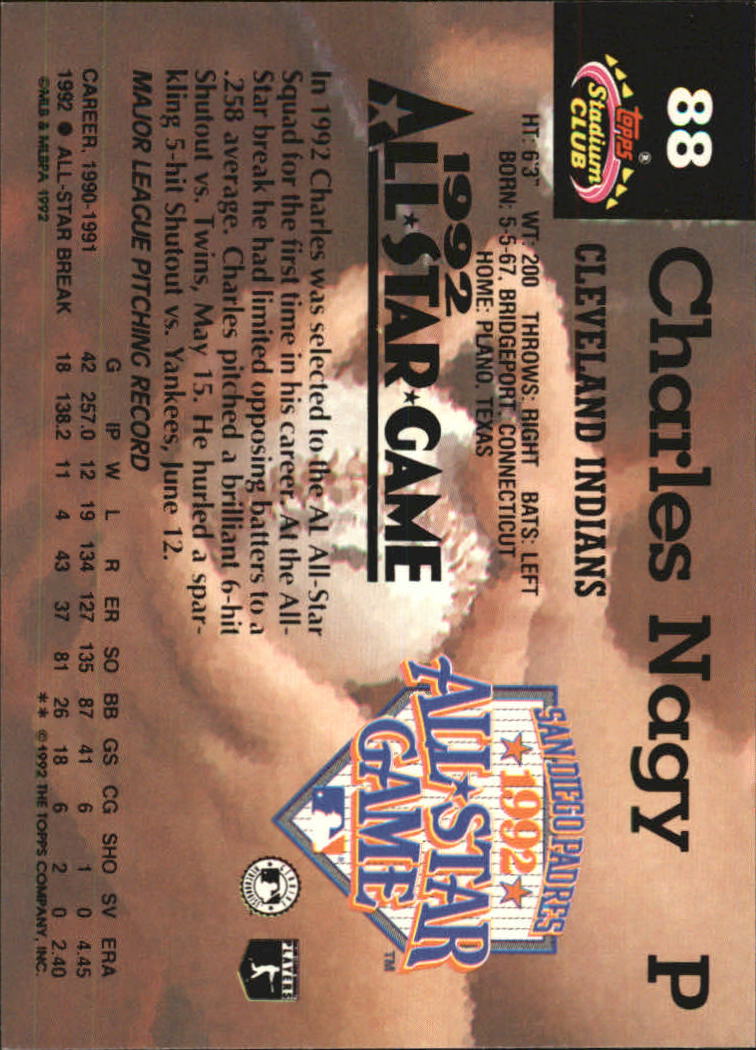 88
Charles Nagy P
topps®
Stadium
CLUB
CLEVELAND INDIANS
HT: 6'3" WT: 200 THROWS: RIGHT BATS: LEFT
BORN: 5-5-67, BRIDGEPORT, CONNECTICUT
HOME: PLANO, TEXAS
1992
ALL★STAR★GAME
SAN DIEGO PADRES
★1992★
ALL★STAR
GAME
TM
In 1992 Charles was selected to the AL All-Star
Squad for the first time in his career. At the All-
Star break he had limited opposing batters to a
.258 average. Charles pitched a brilliant 6-hit
Shutout vs. Twins, May 15. He hurled a spar-
kling 5-hit Shutout vs. Yankees, June 12.
MAJOR LEAGUE PITCHING RECORD
G IP W L R ER SO BB GS CG SHO SV ERA
CAREER, 1990-1991 42 257.0 12 19 134 127 135 87 41 6 1 0 4.45
1992 ● ALL-STAR BREAK 18 138.2 11 4 43 37 81 26 18 6 2 0 2.40
©MLB & MLBPA 1992
** ©1992 THE TOPPS COMPANY, INC.
PLAYERS